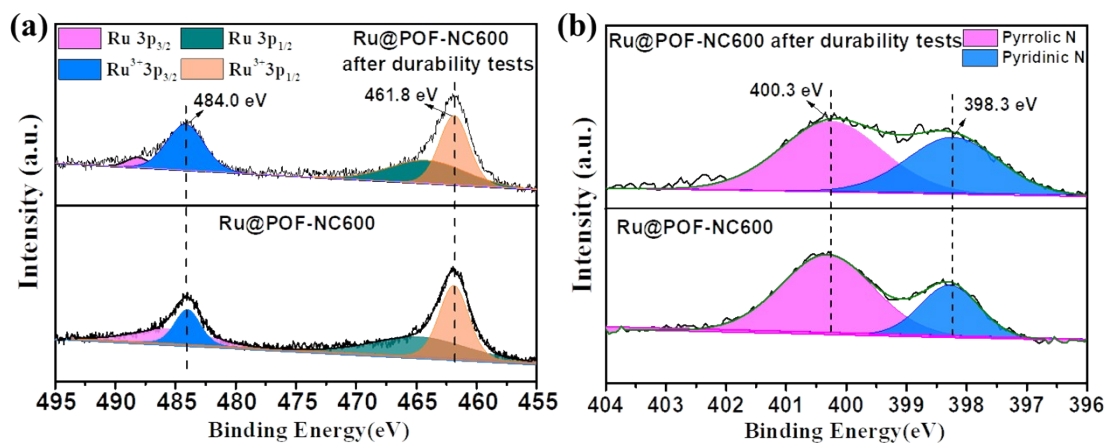 (a)
Ru 3p3/2
Ru 3p1/2
Ru3+3p3/2
Ru3+3p1/2
Ru@POF-NC600
after durability tests
484.0 eV
461.8 eV
Ru@POF-NC600
Intensity (a.u.)
495 490 485 480 475 470 465 460 455
Binding Energy(eV)
(b)
Ru@POF-NC600 after durability tests
Pyrrolic N
Pyridinic N
400.3 eV
398.3 eV
Ru@POF-NC600
Intensity (a.u.)
404 403 402 401 400 399 398 397 396
Binding Energy(eV)